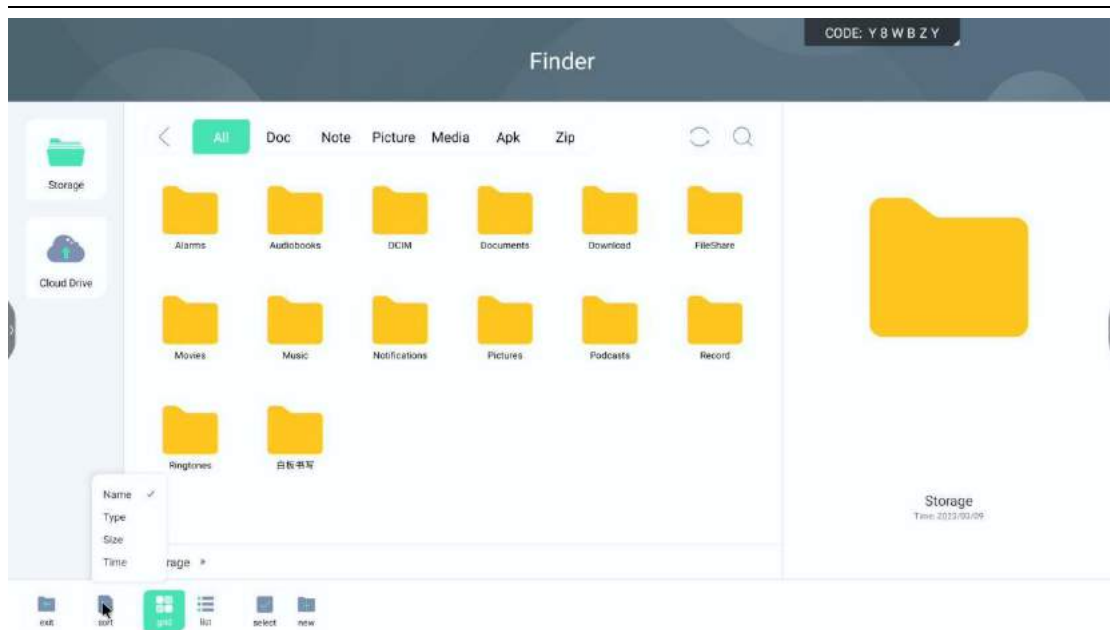 CODE: Y 8 W B Z Y
Finder
All Doc Note Picture Media Apk Zip
Storage
Cloud Drive
Alarms Audiobooks DCIM Documents Download FileShare
Movies Music Notifications Pictures Podcasts Record
Ringtones 白板书写
Name
Type
Size
Time
rage
Storage
exit sort grid list select new